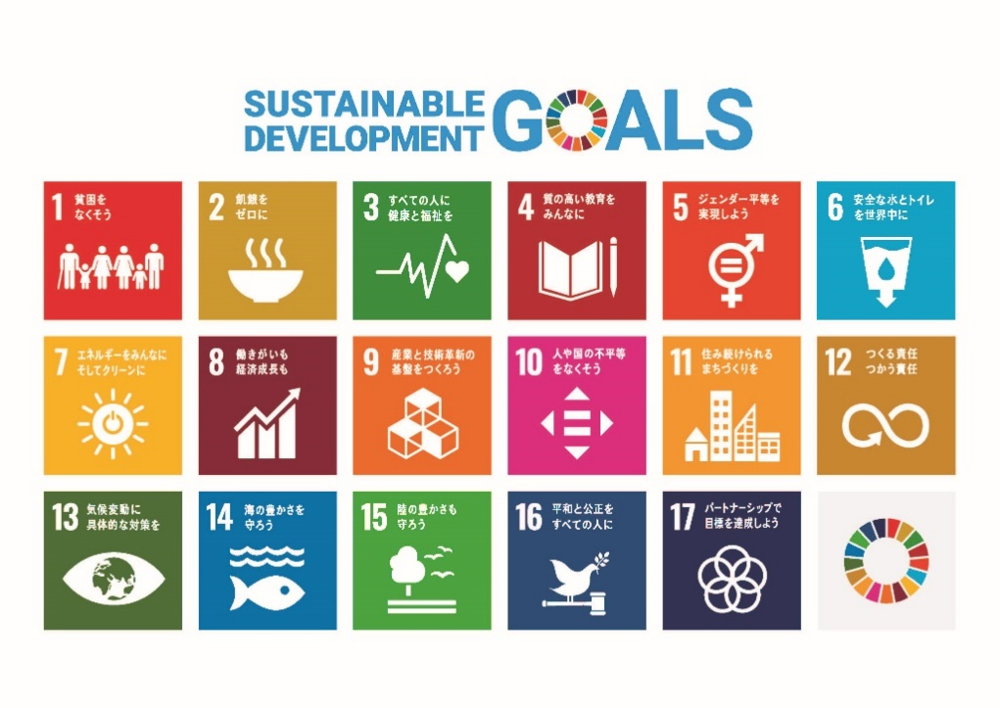 SUSTAINABLE
DEVELOPMENT
GOALS
1 貧困を
なくそう
2 飢餓を
ゼロに
3 すべての人に
健康と福祉を
4 質の高い教育を
みんなに
5 ジェンダー平等を
実現しよう
6 安全な水とトイレ
を世界中に
7 エネルギーをみんなに
そしてクリーンに
8 働きがいも
経済成長も
9 産業と技術革新の
基盤をつくろう
10 人や国の不平等
をなくそう
11 住み続けられる
まちづくりを
12 つくる責任
つかう責任
13 気候変動に
具体的な対策を
14 海の豊かさを
守ろう
15 陸の豊かさも
守ろう
16 平和と公正を
すべての人に
17 パートナーシップで
目標を達成しよう